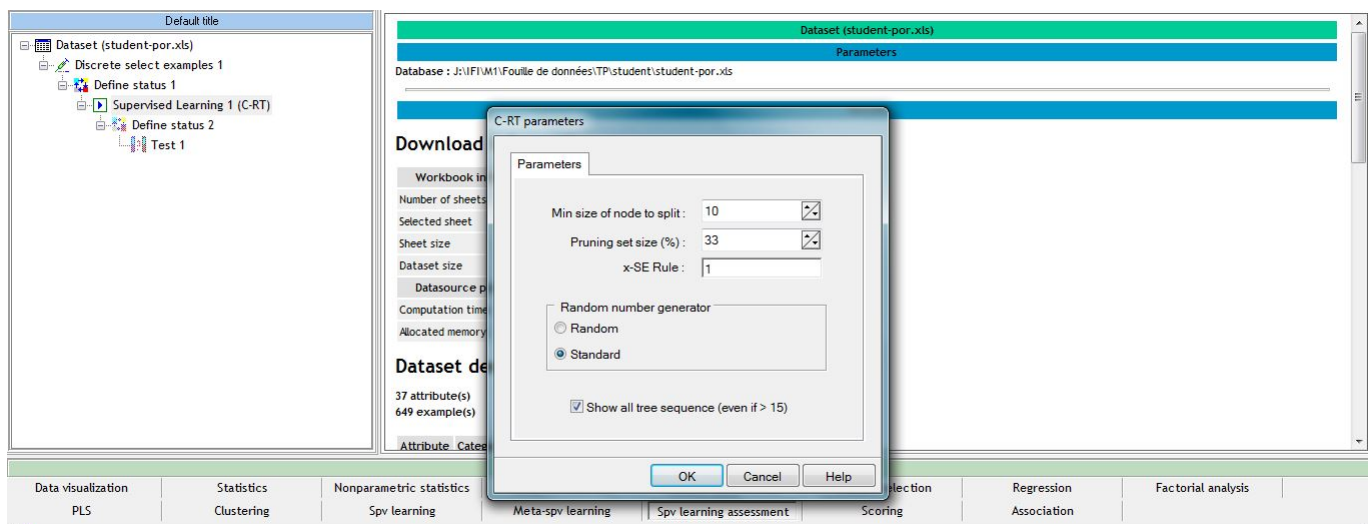 Default title
Dataset (student-por.xls)
Discrete select examples 1
Define status 1
Supervised Learning 1 (C-RT)
Define status 2
Test 1
Dataset (student-por.xls)
Parameters
Database : J:\IFI\M1\Fouille de données\TP\student\student-por.xls
Download
Workbook in
Number of sheets
Selected sheet
Sheet size
Dataset size
Datasource p
Computation time
Allocated memory
Dataset de
37 attribute(s)
649 example(s)
Attribute Categ
C-RT parameters
Parameters
Min size of node to split : 10
Pruning set size (%) : 33
x-SE Rule : 1
Random number generator
Random
Standard
Show all tree sequence (even if > 15)
OK Cancel Help
Data visualization Statistics Nonparametric statistics election Regression Factorial analysis
PLS Clustering Spv learning Meta-spv learning Spv learning assessment Scoring Association